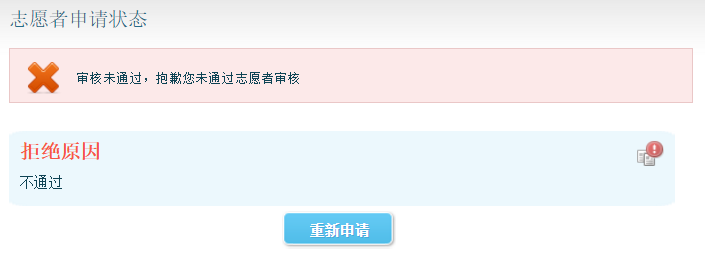 志愿者申请状态
审核未通过，抱歉您未通过志愿者审核
拒绝原因
不通过
重新申请